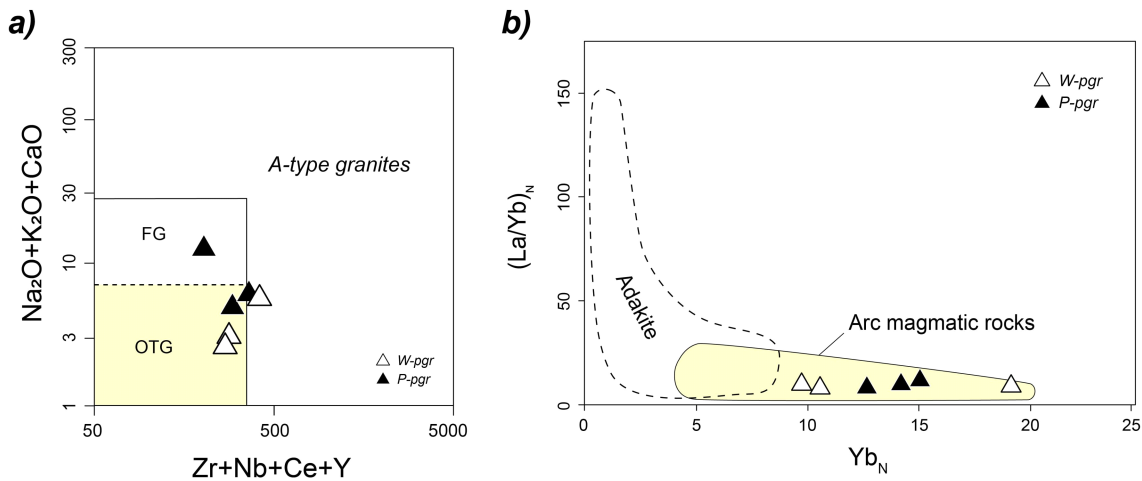 a)
Na₂O+K₂O+CaO
300
100
30
10
3
1
A-type granites
FG
OTG
W-pgr
P-pgr
50
500
5000
Zr+Nb+Ce+Y
b)
(La/Yb)N
150
100
50
0
W-pgr
P-pgr
Adakite
Arc magmatic rocks
0
5
10
15
20
25
YbN